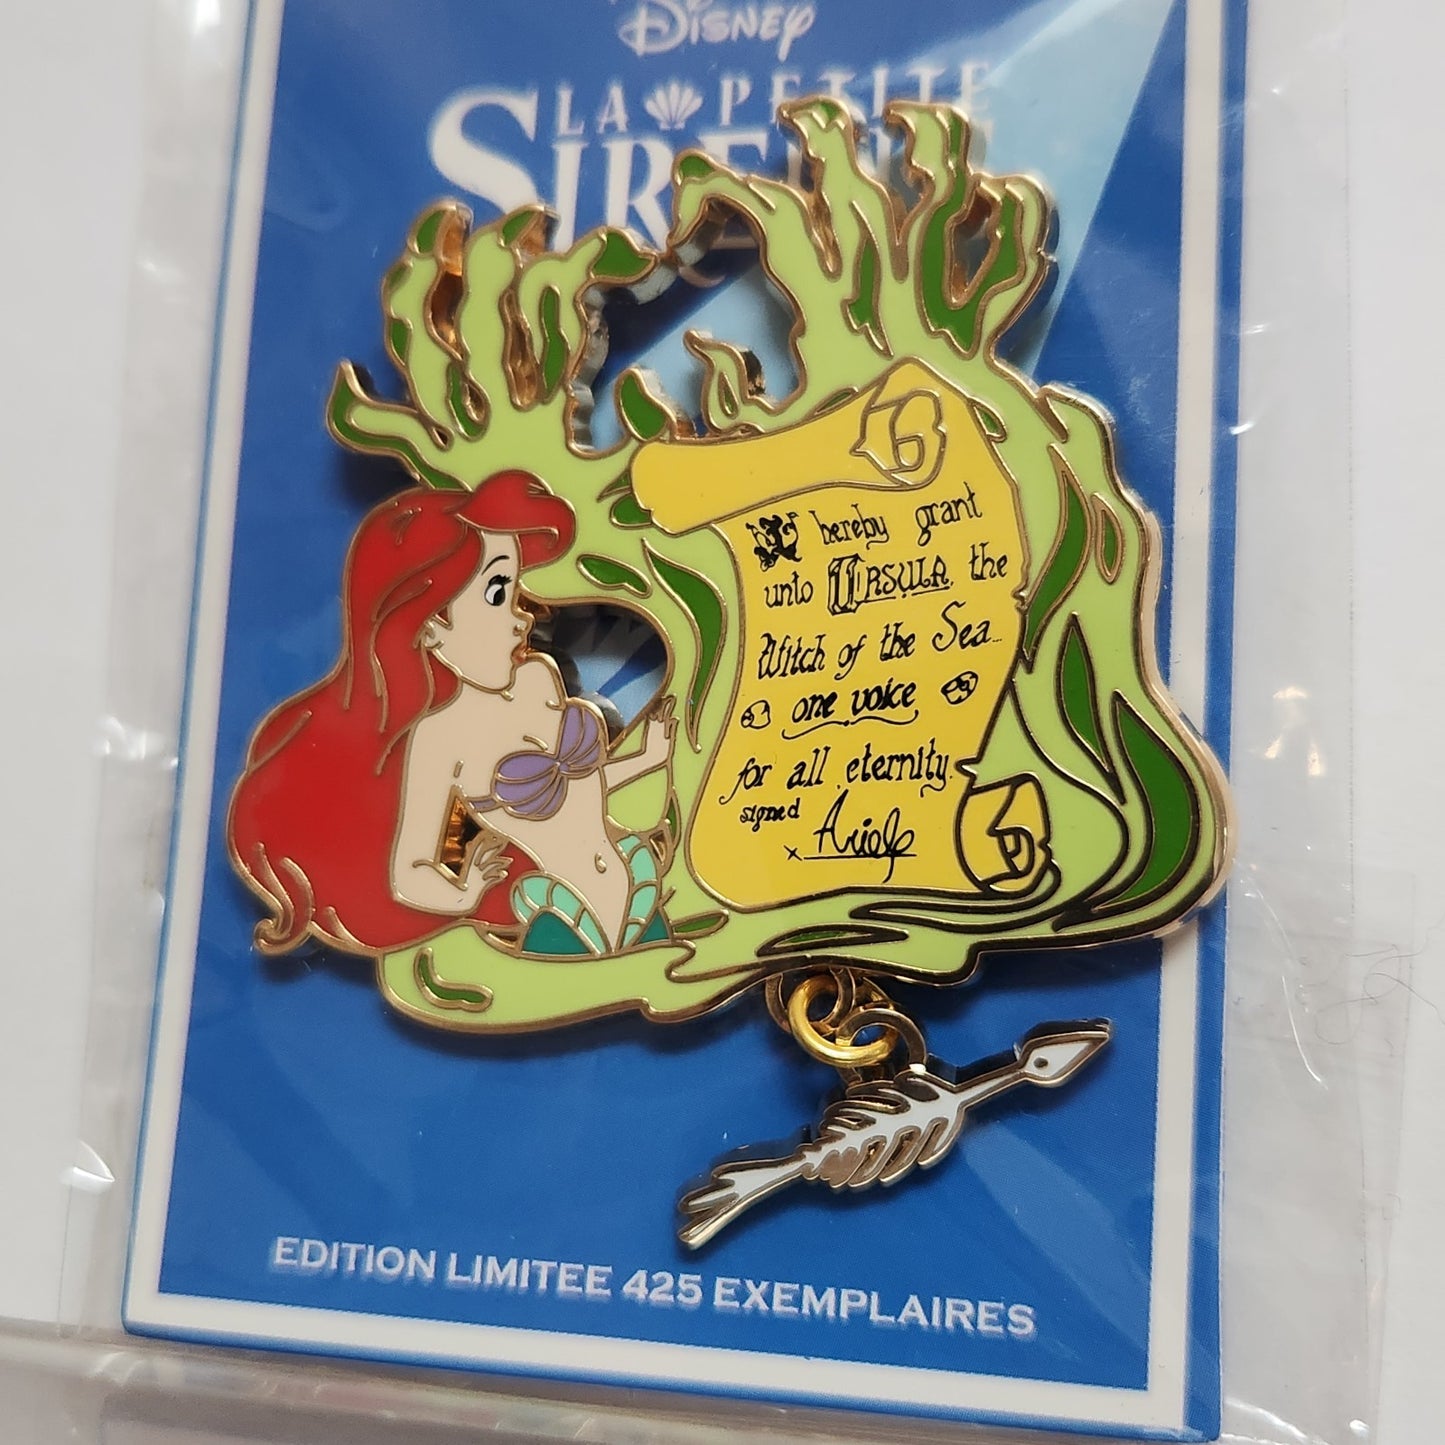 Disney
LA PETITE
SIRENE
I hereby grant
unto URSULA, the
Witch of the Sea...
one voice
for all eternity.
signed
x Ariel
EDITION LIMITEE 425 EXEMPLAIRES